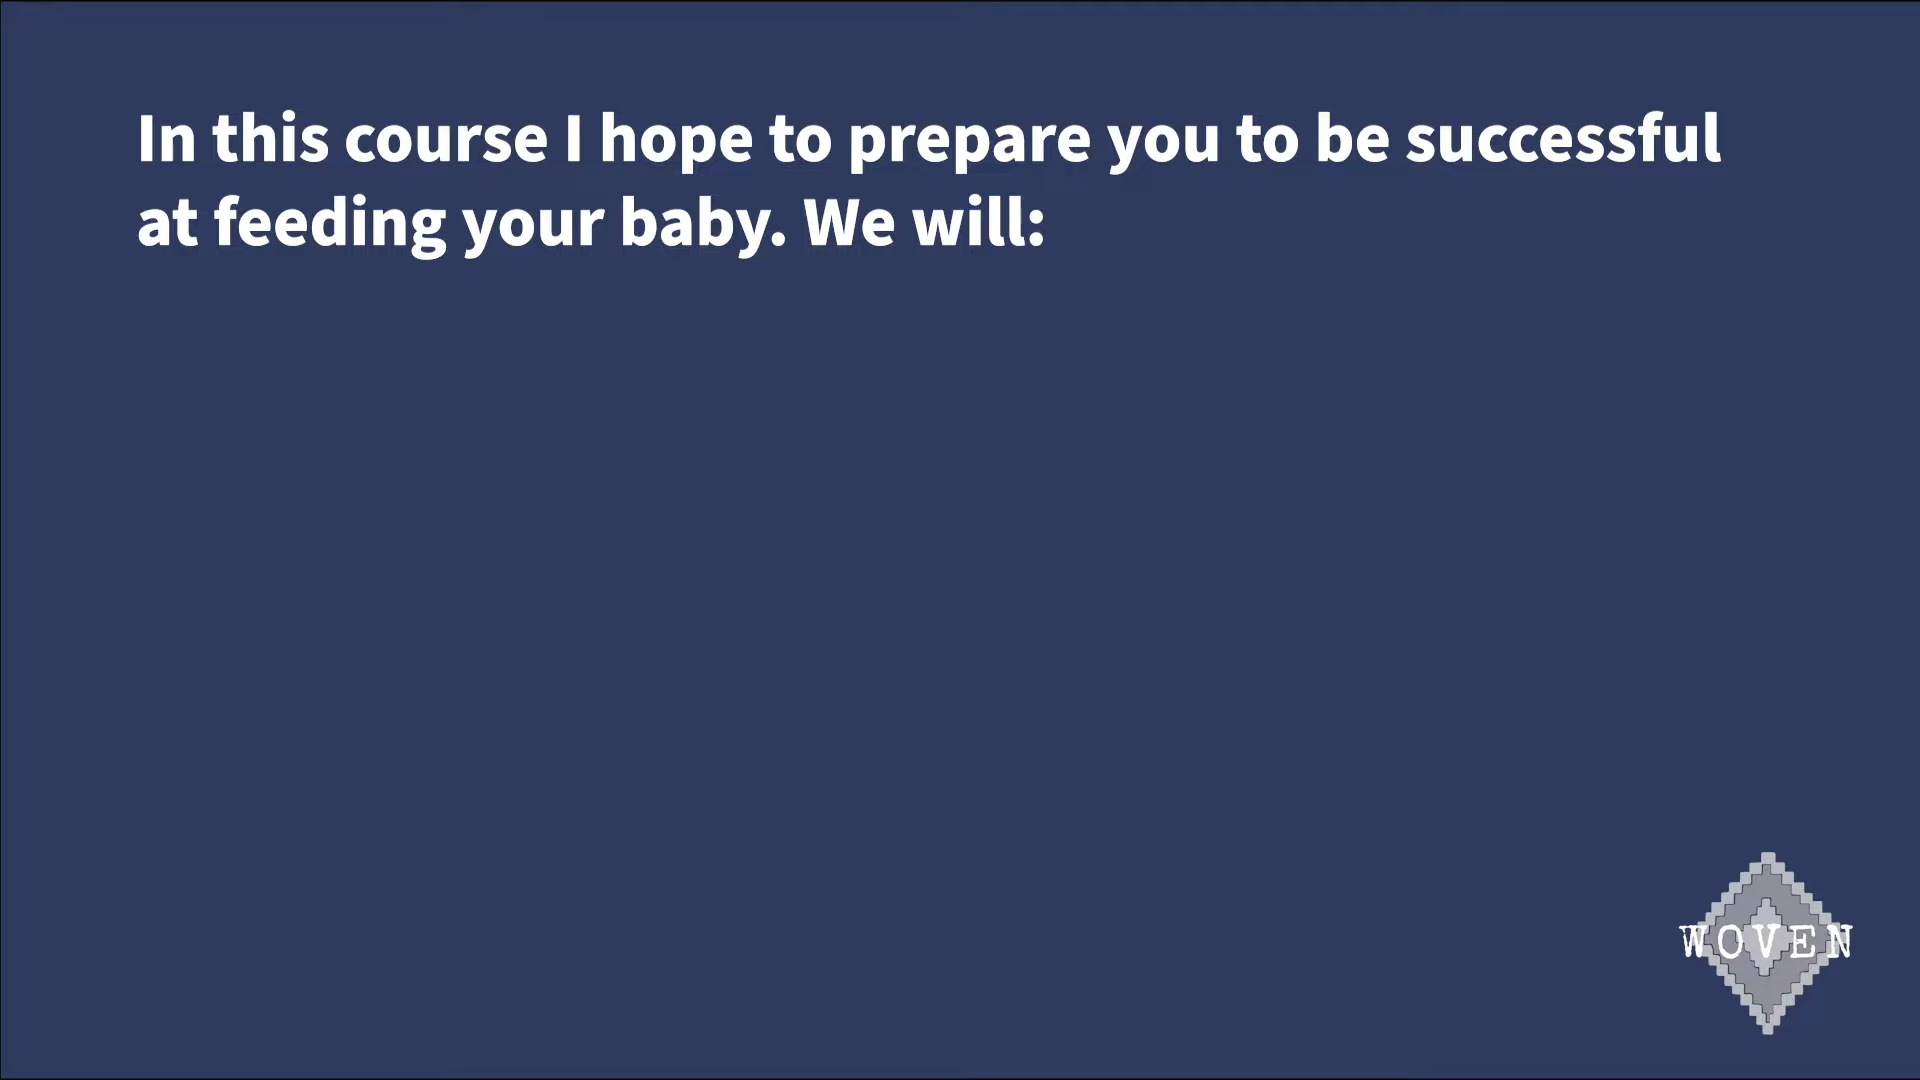 In this course I hope to prepare you to be successful
at feeding your baby. We will:
WOVEN